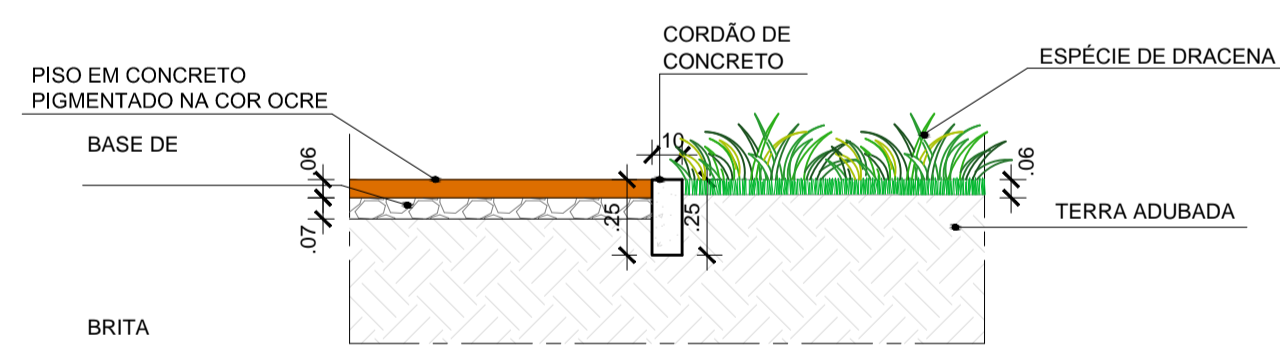 CORDÃO DE
CONCRETO
ESPÉCIE DE DRACENA
PISO EM CONCRETO
PIGMENTADO NA COR OCRE
BASE DE
10
.06
.06
.25
.25
TERRA ADUBADA
.07
BRITA